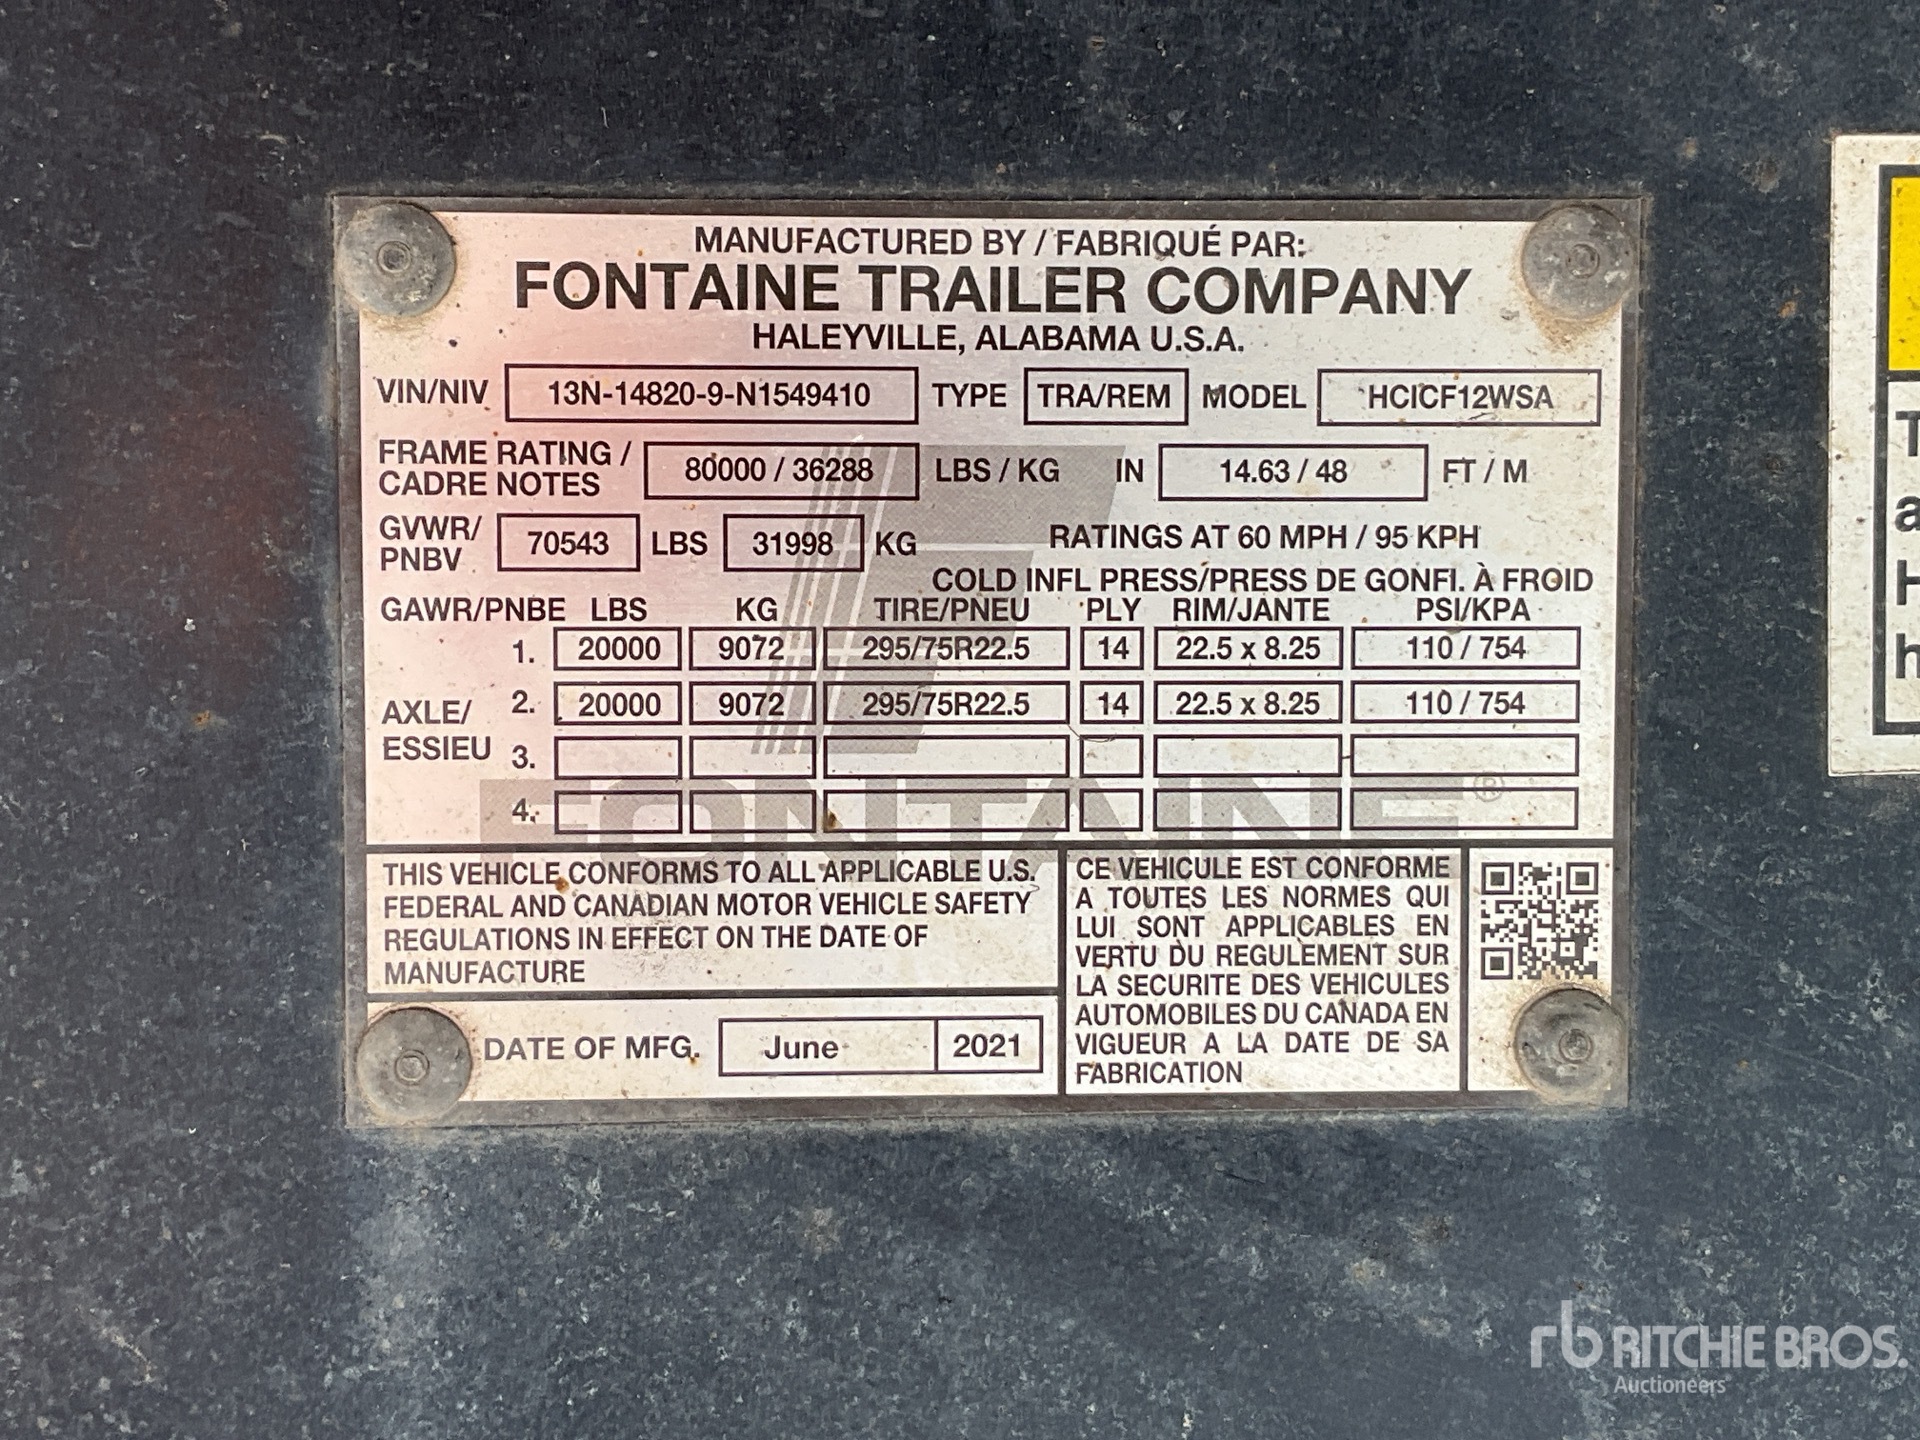 MANUFACTURED BY / FABRIQUÉ PAR:
FONTAINE TRAILER COMPANY
HALEYVILLE, ALABAMA U.S.A.
VIN/NIV 13N-14820-9-N1549410 TYPE TRA/REM MODEL HCICF12WSA
FRAME RATING /
CADRE NOTES 80000 / 36288 LBS / KG IN 14.63 / 48 FT / M
GVWR/
PNBV 70543 LBS 31998 KG RATINGS AT 60 MPH / 95 KPH
COLD INFL PRESS/PRESS DE GONFI. À FROID
GAWR/PNBE LBS KG TIRE/PNEU PLY RIM/JANTE PSI/KPA
1. 20000 9072 295/75R22.5 14 22.5 x 8.25 110 / 754
AXLE/
ESSIEU
2. 20000 9072 295/75R22.5 14 22.5 x 8.25 110 / 754
3.
4.
FONTAINE ®
THIS VEHICLE CONFORMS TO ALL APPLICABLE U.S.
FEDERAL AND CANADIAN MOTOR VEHICLE SAFETY
REGULATIONS IN EFFECT ON THE DATE OF
MANUFACTURE
DATE OF MFG. June 2021
CE VEHICULE EST CONFORME
A TOUTES LES NORMES QUI
LUI SONT APPLICABLES EN
VERTU DU REGULEMENT SUR
LA SECURITE DES VEHICULES
AUTOMOBILES DU CANADA EN
VIGUEUR A LA DATE DE SA
FABRICATION
rb RITCHIE BROS.
Auctioneers